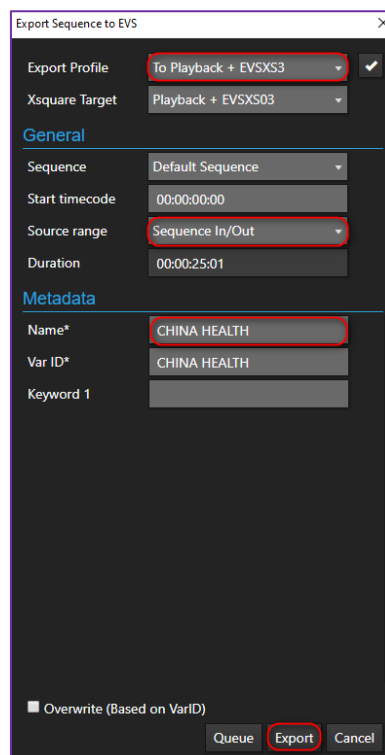 Export Sequence to EVS
Export Profile To Playback + EVSXS3
Xsquare Target Playback + EVSXS03
General
Sequence Default Sequence
Start timecode 00:00:00:00
Source range Sequence In/Out
Duration 00:00:25:01
Metadata
Name* CHINA HEALTH
Var ID* CHINA HEALTH
Keyword 1
Overwrite (Based on VarID)
Queue Export Cancel